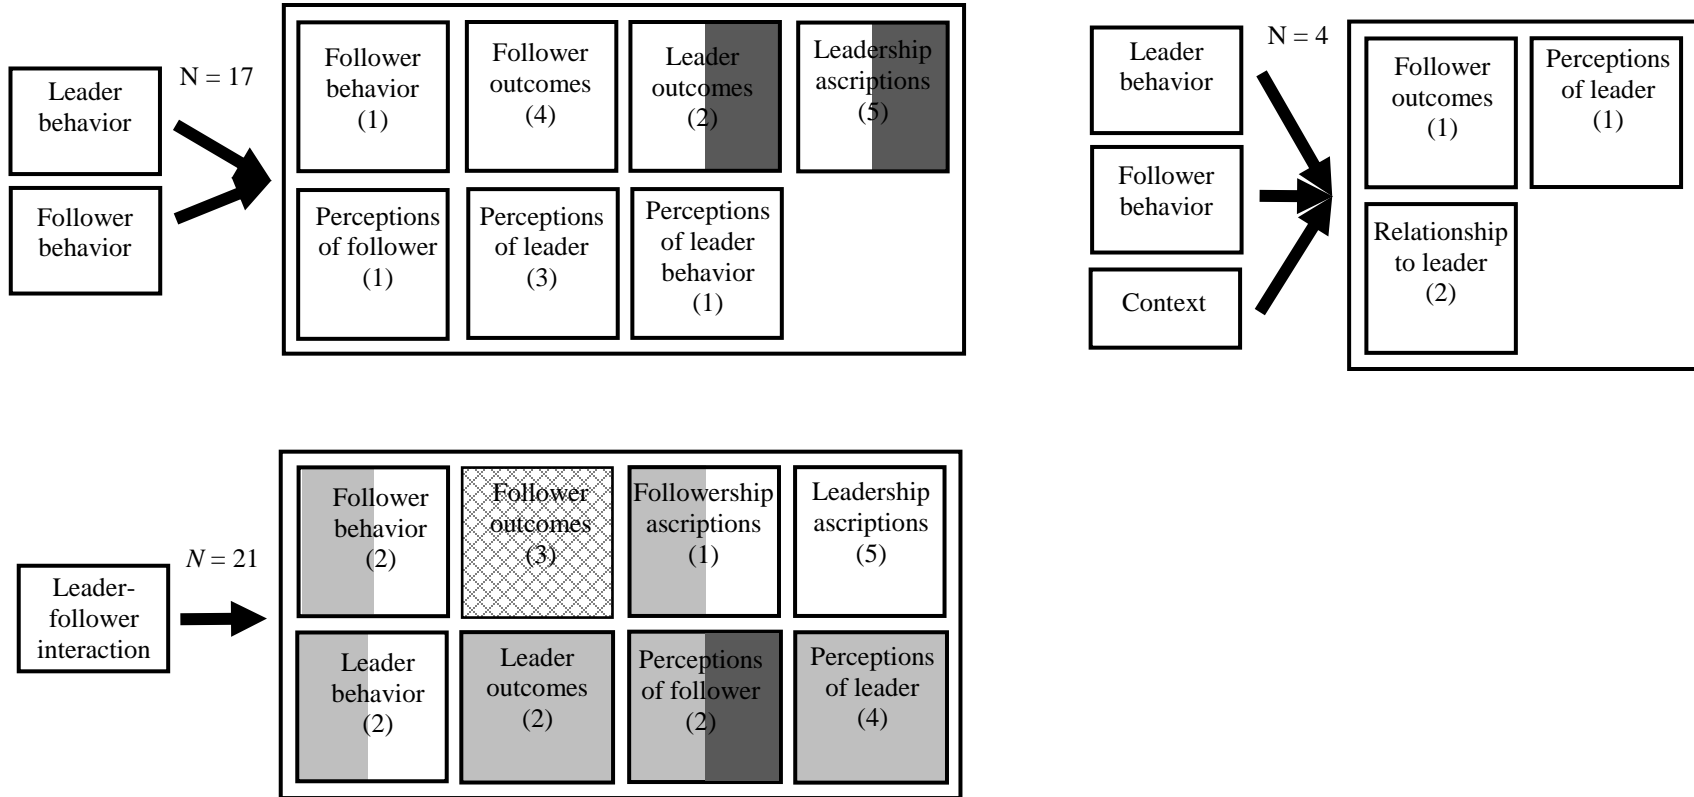 Leader
behavior
Follower
behavior
N = 17
Follower
behavior
(1)
Follower
outcomes
(4)
Leader
outcomes
(2)
Leadership
ascriptions
(5)
Perceptions
of follower
(1)
Perceptions
of leader
(3)
Perceptions
of leader
behavior
(1)
Leader
behavior
Follower
behavior
Context
N = 4
Follower
outcomes
(1)
Perceptions
of leader
(1)
Relationship
to leader
(2)
Leader-
follower
interaction
N = 21
Follower
behavior
(2)
Follower
outcomes
(3)
Followership
ascriptions
(1)
Leadership
ascriptions
(5)
Leader
behavior
(2)
Leader
outcomes
(2)
Perceptions
of follower
(2)
Perceptions
of leader
(4)